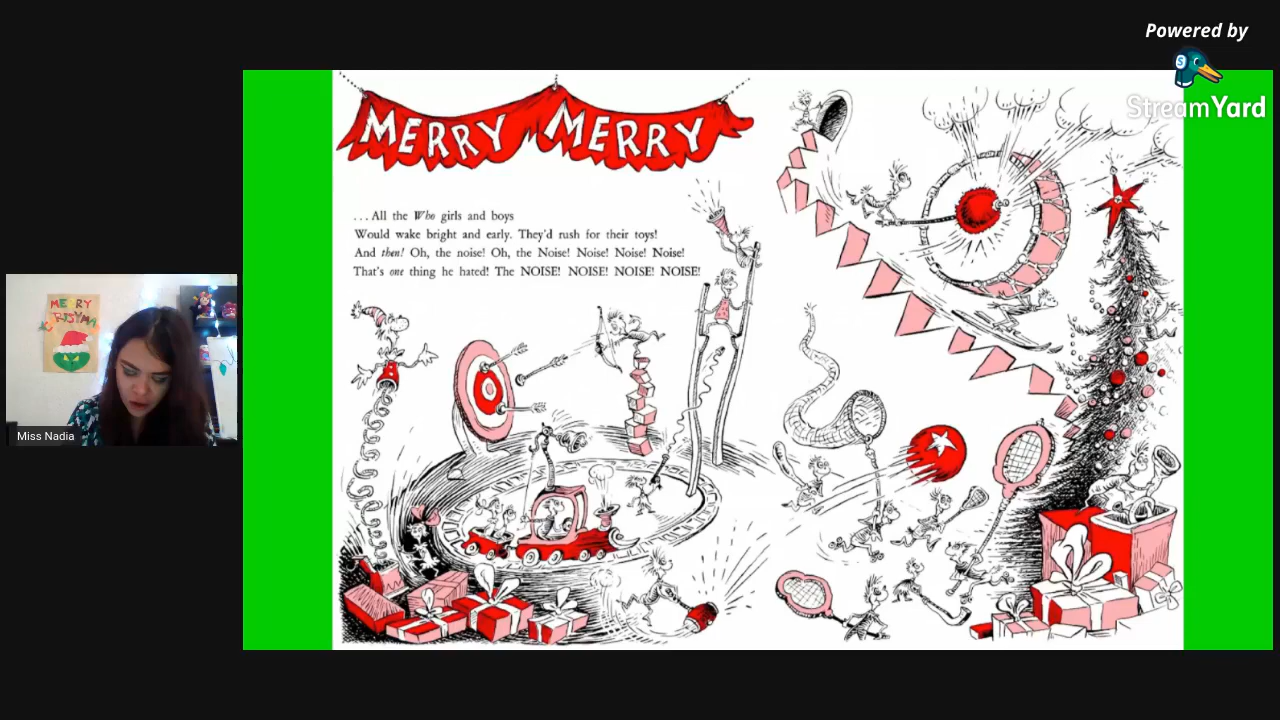 Powered by
StreamYard
MERRY MERRY
. . . All the Who girls and boys
Would wake bright and early. They'd rush for their toys!
And then! Oh, the noise! Oh, the Noise! Noise! Noise! Noise!
That's one thing he hated! The NOISE! NOISE! NOISE! NOISE!
MERRY
Miss Nadia